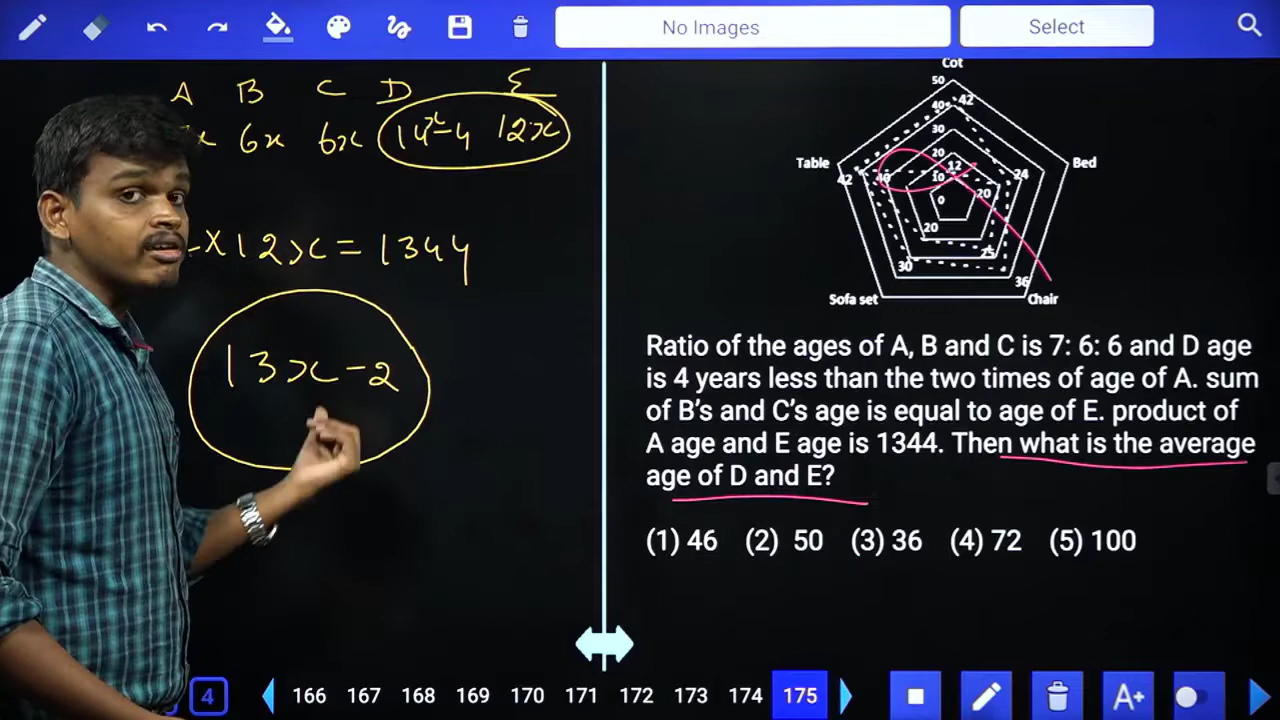 No Images
Select
A B C D E
x 6x 6x 14x-4 12x
-x12x=1344
13x-2
Cot
50
40
42
30
20
12
10
0
Table
42
40
Bed
24
20
20
25
30
36
Sofa set
Chair
Ratio of the ages of A, B and C is 7: 6: 6 and D age
is 4 years less than the two times of age of A. sum
of B's and C's age is equal to age of E. product of
A age and E age is 1344. Then what is the average
age of D and E?
(1) 46 (2) 50 (3) 36 (4) 72 (5) 100
4 166 167 168 169 170 171 172 173 174 175
A+